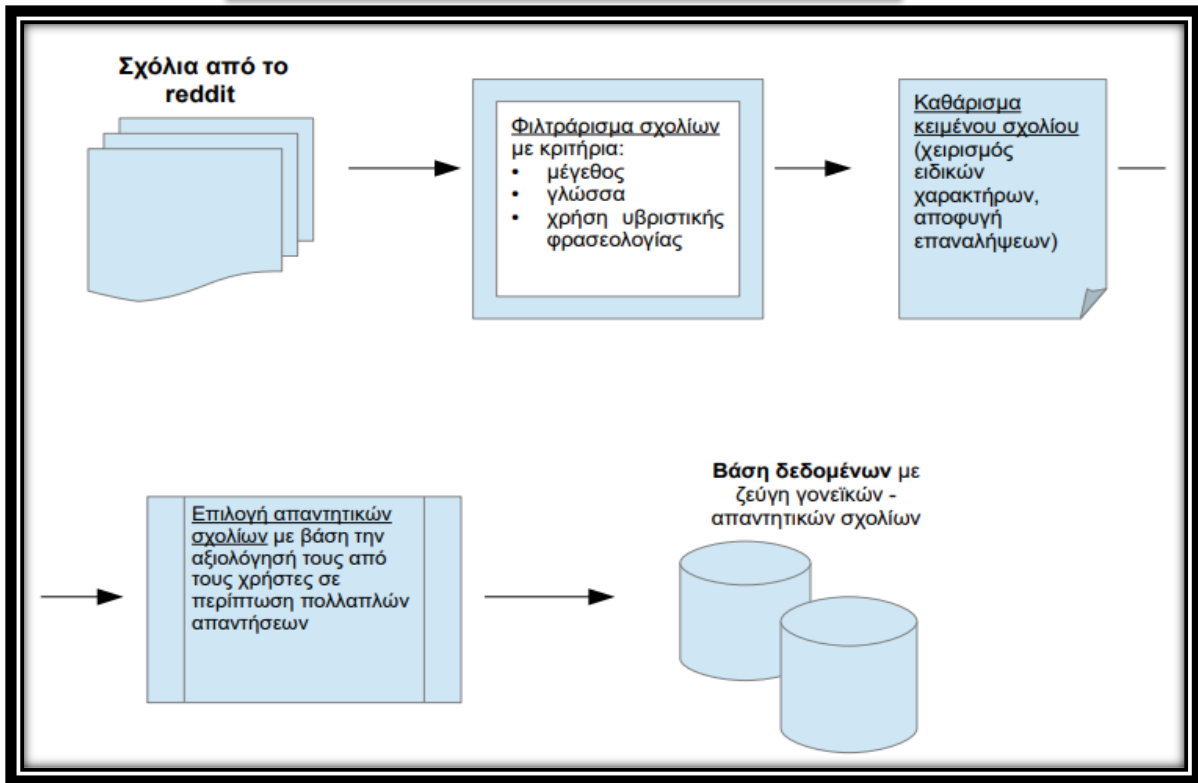 Σχόλια από το
reddit
Φιλτράρισμα σχολίων
με κριτήρια:
• μέγεθος
• γλώσσα
• χρήση υβριστικής
φρασεολογίας
Καθάρισμα
κειμένου σχολίου
(χειρισμός
ειδικών
χαρακτήρων,
αποφυγή
επαναλήψεων)
Επιλογή απαντητικών
σχολίων με βάση την
αξιολόγησή τους από
τους χρήστες σε
περίπτωση πολλαπλών
απαντήσεων
Βάση δεδομένων με
ζεύγη γονεϊκών -
απαντητικών σχολίων